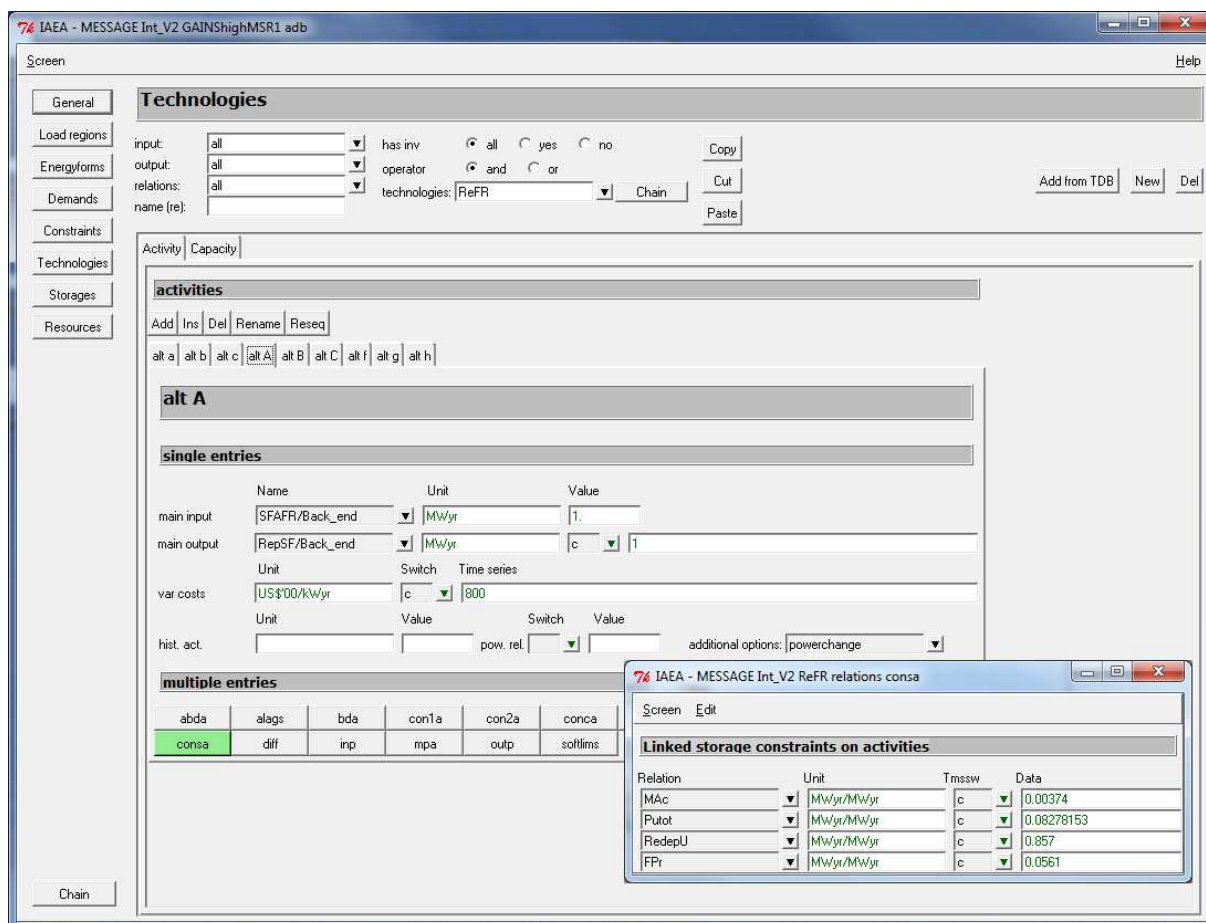 IAEA - MESSAGE Int_V2 GAINShighMSR1 adb
Screen Help
General
Load regions
Energyforms
Demands
Constraints
Technologies
Storages
Resources
Chain
Technologies
input: all has inv all yes no Copy
output: all operator and or Cut
relations: all technologies: ReFR Chain Add from TDB New Del
name (re): Paste
Activity Capacity
activities
Add Ins Del Rename Reseq
alt a alt b alt c alt A alt B alt C alt f alt g alt h
alt A
single entries
Name Unit Value
main input SFAFR/Back_end MWyr 1.
main output RepSF/Back_end MWyr c 1
Unit Switch Time series
var costs US$'00/kWyr c 800
Unit Value Switch Value
hist. act. pow. rel. additional options: powerchange
multiple entries
abda alags bda con1a con2a conca
consa diff inp mpa outp softlims
IAEA - MESSAGE Int_V2 ReFR relations consa
Screen Edit
Linked storage constraints on activities
Relation Unit Tmssw Data
MAc MWyr/MWyr c 0.00374
Putot MWyr/MWyr c 0.08278153
RedepU MWyr/MWyr c 0.857
FPr MWyr/MWyr c 0.0561